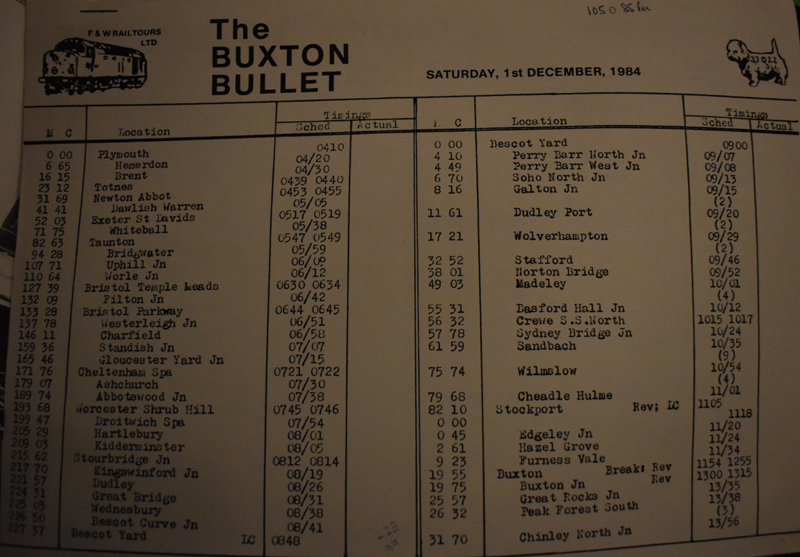 F & W RAILTOURS
LTD
The
BUXTON
BULLET
SATURDAY, 1st DECEMBER, 1984
1050
37022
M C Location Timings
Sched Actual
0 00 Plymouth 0410
6 65 Hemerdon 04/20
16 15 Brent 04/30
23 12 Totnes 0439 0440
31 69 Newton Abbot 0453 0455
41 41 Dawlish Warren 05/05
52 03 Exeter St Davids 0517 0519
71 75 Whiteball 05/38
82 63 Taunton 0547 0549
94 28 Bridgwater 05/59
107 71 Uphill Jn 06/09
110 64 Worle Jn 06/12
127 39 Bristol Temple Meads 0630 0634
132 09 Filton Jn 06/42
133 28 Bristol Parkway 0644 0645
137 78 Westerleigh Jn 06/51
146 11 Charfield 06/58
159 36 Standish Jn 07/07
165 46 Gloucester Yard Jn 07/15
171 76 Cheltenham Spa 0721 0722
179 07 Ashchurch 07/30
189 74 Abbotswood Jn 07/38
193 68 Worcester Shrub Hill 0745 0746
199 47 Droitwich Spa 07/54
205 29 Hartlebury 08/01
209 03 Kidderminster 08/05
215 62 Stourbridge Jn 0812 0814
217 70 Kingswinford Jn 08/19
221 57 Dudley 08/26
224 31 Great Bridge 08/31
225 03 Wednesbury 08/38
226 50 Bescot Curve Jn 08/41
227 37 Bescot Yard LC 0848
C Location Timings
Sched Actual
0 00 Bescot Yard 0900
4 10 Perry Barr North Jn 09/07
4 49 Perry Barr West Jn 09/08
6 70 Soho North Jn 09/13
8 16 Galton Jn 09/15
(2)
11 61 Dudley Port 09/20
(2)
17 21 Wolverhampton 09/29
(2)
32 52 Stafford 09/46
38 01 Norton Bridge 09/52
49 03 Madeley 10/01
(4)
55 31 Basford Hall Jn 10/12
56 32 Crewe S.S.North 1015 1017
57 78 Sydney Bridge Jn 10/24
61 59 Sandbach 10/35
(9)
75 74 Wilmslow 10/54
(4)
79 68 Cheadle Hulme 11/01
82 10 Stockport Rev; LC 1105
0 00 1118
0 45 Edgeley Jn 11/20
2 61 Hazel Grove 11/24
9 23 Furness Vale 11/34
19 55 Buxton Break; Rev 1154 1255
19 75 Buxton Jn Rev 1300 1315
25 57 Great Rocks Jn 13/35
26 32 Peak Forest South 13/38
(3)
31 70 Chinley North Jn 13/56